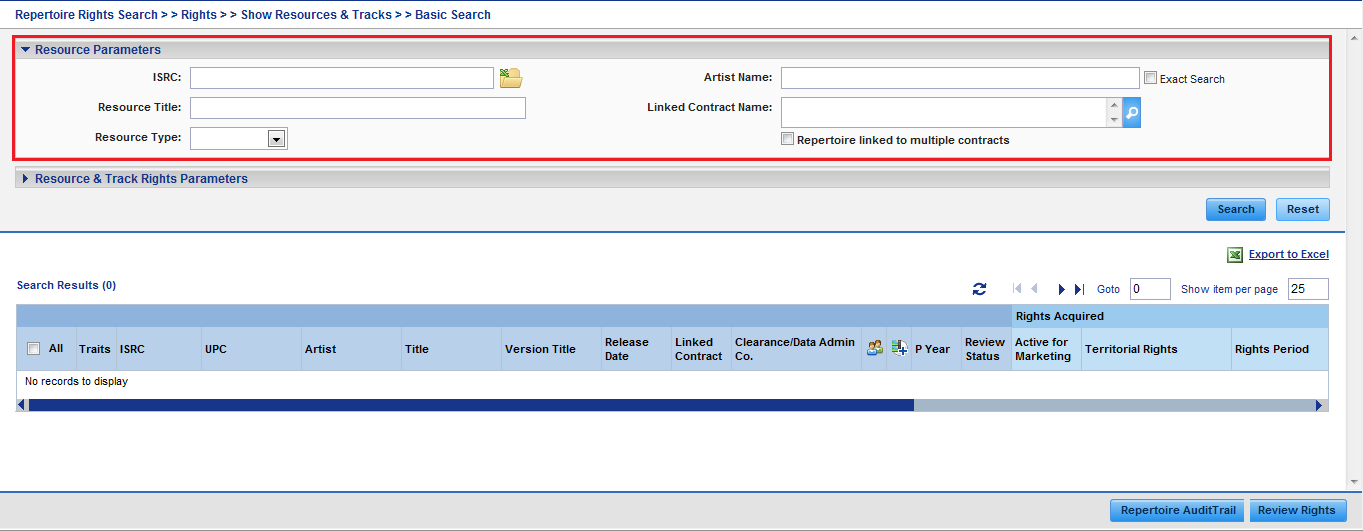 Repertoire Rights Search > > Rights > > Show Resources & Tracks > > Basic Search
Resource Parameters
ISRC:
Artist Name:
Exact Search
Resource Title:
Linked Contract Name:
Resource Type:
Repertoire linked to multiple contracts
Resource & Track Rights Parameters
Search
Reset
Export to Excel
Search Results (0)
Goto
0
Show item per page
25
Rights Acquired
All
Traits
ISRC
UPC
Artist
Title
Version Title
Release
Date
Linked
Contract
Clearance/Data Admin
Co.
P Year
Review
Status
Active for
Marketing
Territorial Rights
Rights Period
No records to display
Repertoire AuditTrail
Review Rights